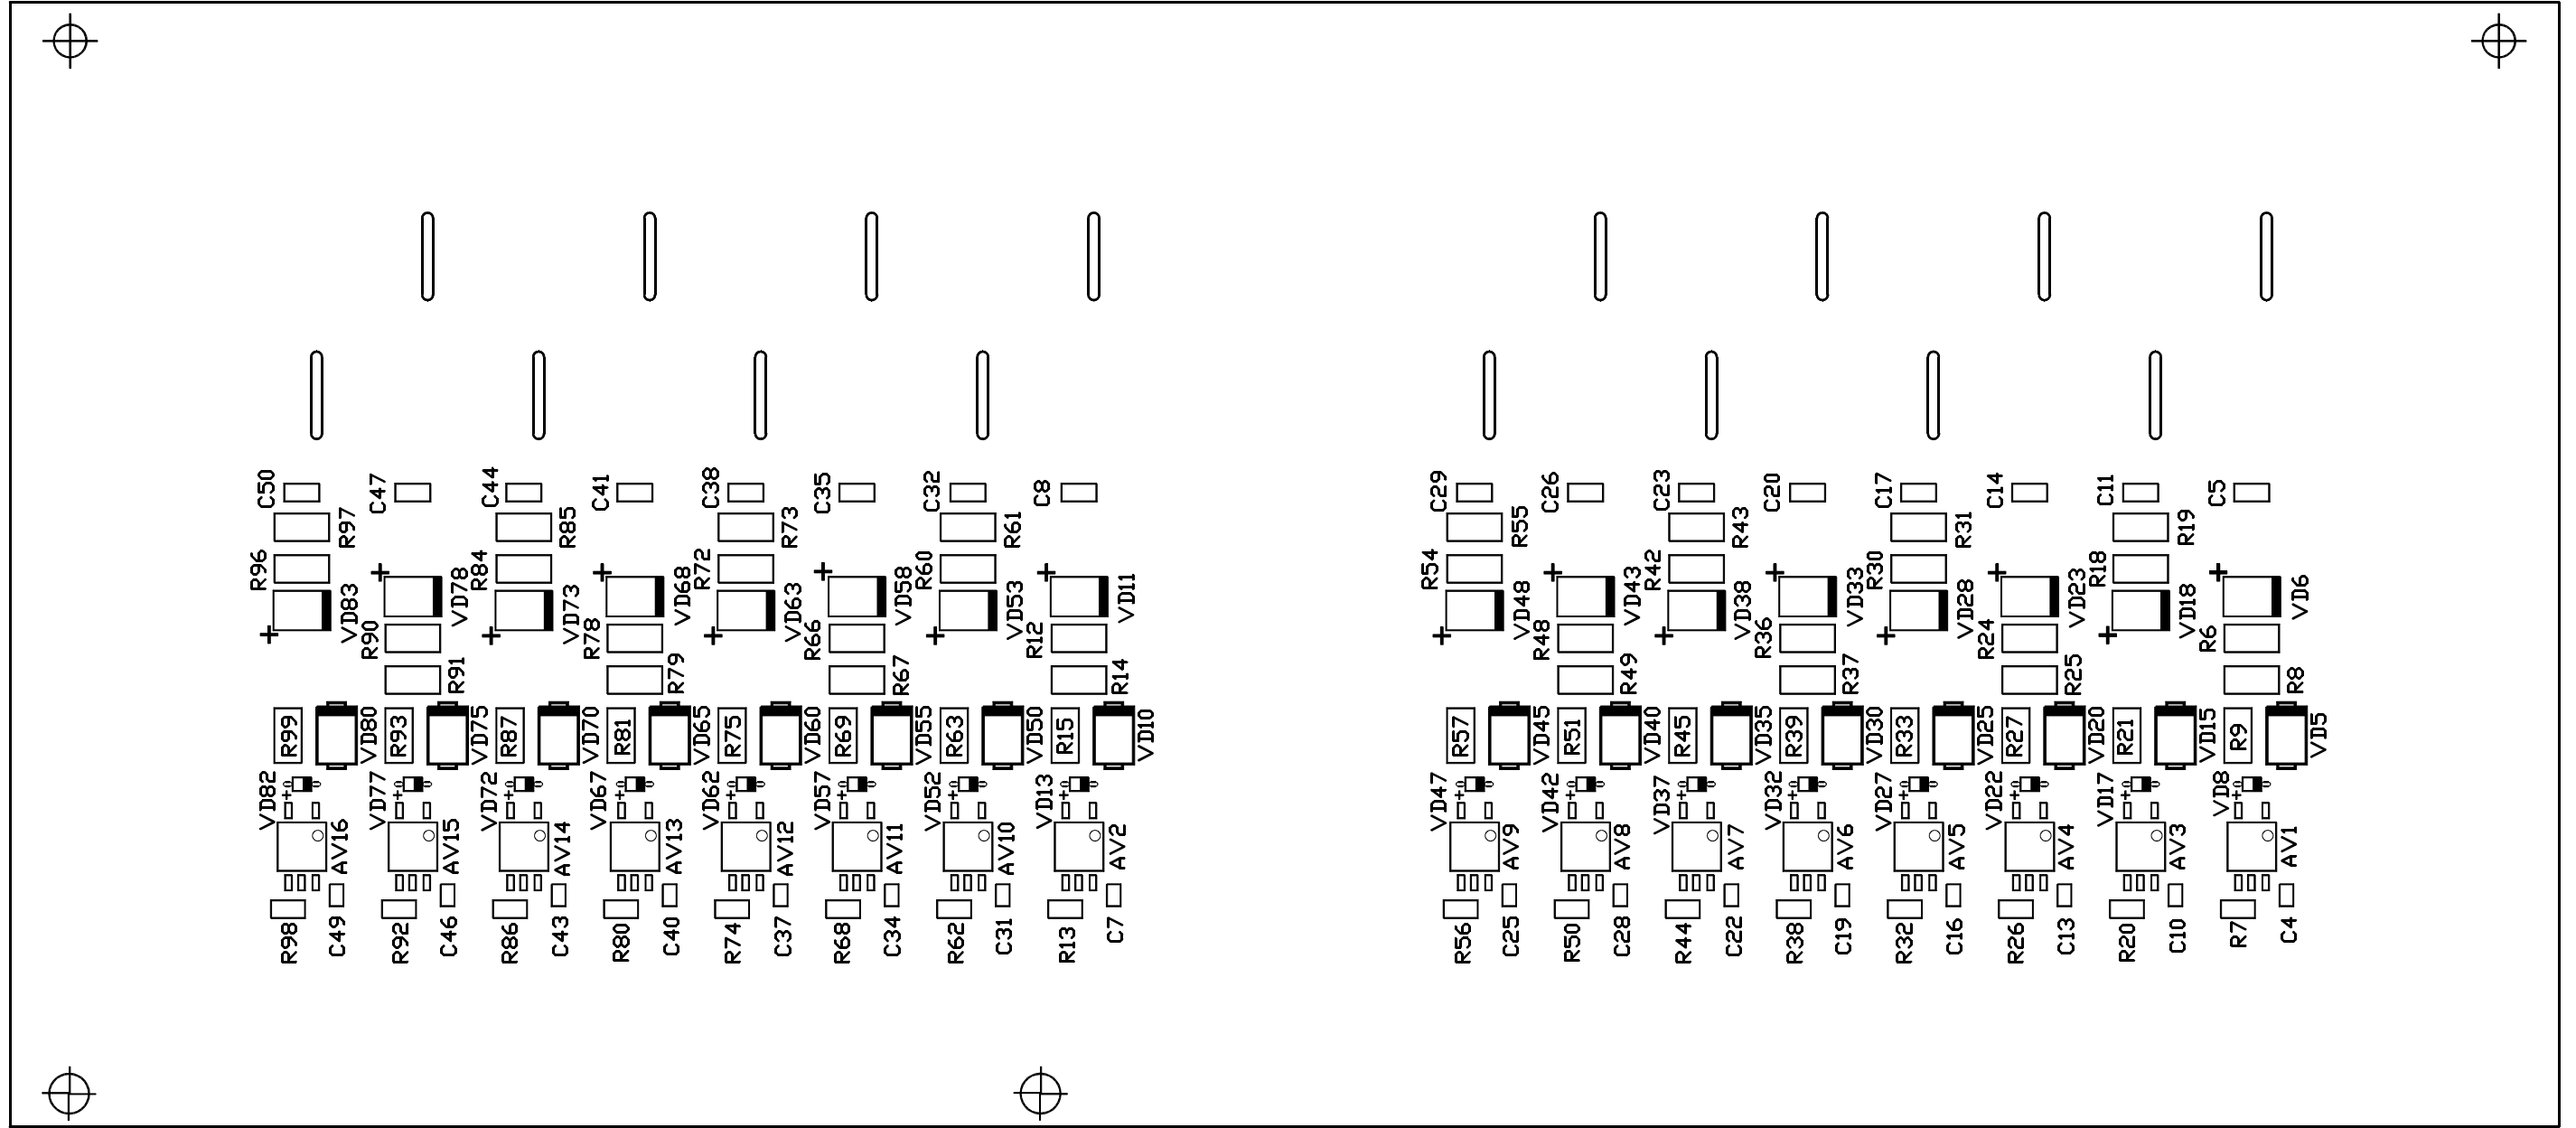 C50 C47 C44 C41 C38 C35 C32 C8 C29 C26 C23 C20 C17 C14 C11 C5
R97 R85 R73 R61 R55 R43 R31 R19
R96 R84 R72 R60 R54 R42 R30 R18
+ + + + + + + +
VD83 VD78 VD73 VD68 VD63 VD58 VD53 VD11 VD48 VD43 VD38 VD33 VD28 VD23 VD18 VD6
+ + + + + + + +
R90 R78 R66 R12 R48 R36 R24 R6
R91 R79 R67 R14 R49 R37 R25 R8
R99 VD80 R93 VD75 R87 VD70 R81 VD65 R75 VD60 R69 VD55 R63 VD50 R15 VD10 R57 VD45 R51 VD40 R45 VD35 R39 VD30 R33 VD25 R27 VD20 R21 VD15 R9 VD5
VD82 VD77 VD72 VD67 VD62 VD57 VD52 VD13 VD47 VD42 VD37 VD32 VD27 VD22 VD17 VD8
+ + + + + + + + + + + + + + + +
AV16 AV15 AV14 AV13 AV12 AV11 AV10 AV2 AV9 AV8 AV7 AV6 AV5 AV4 AV3 AV1
R98 C49 R92 C46 R86 C43 R80 C40 R74 C37 R68 C34 R62 C31 R13 C7 R56 C25 R50 C28 R44 C22 R38 C19 R32 C16 R26 C13 R20 C10 R7 C4